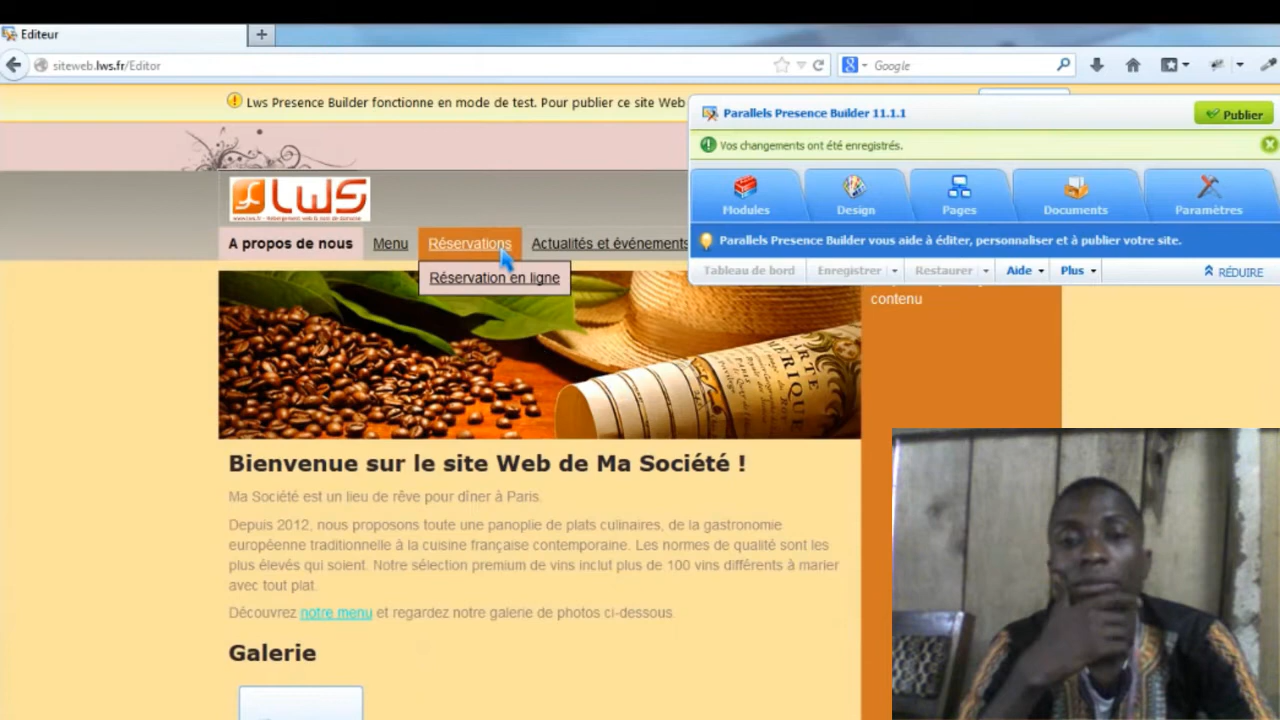 Editeur
siteweb.lws.fr/Editor
Google
Lws Presence Builder fonctionne en mode de test. Pour publier ce site Web
Parallels Presence Builder 11.1.1
Publier
Vos changements ont été enregistrés.
Modules
Design
Pages
Documents
Paramètres
Parallels Presence Builder vous aide à éditer, personnaliser et à publier votre site.
Tableau de bord
Enregistrer
Restaurer
Aide
Plus
RÉDUIRE
LWS
A propos de nous
Menu
Réservations
Actualités et événements
Réservation en ligne
contenu
CARTE
Bienvenue sur le site Web de Ma Société !
Ma Société est un lieu de rêve pour dîner à Paris.
Depuis 2012, nous proposons toute une panoplie de plats culinaires, de la gastronomie
européenne traditionnelle à la cuisine française contemporaine. Les normes de qualité sont les
plus élevés qui soient. Notre sélection premium de vins inclut plus de 100 vins différents à marier
avec tout plat.
Découvrez notre menu et regardez notre galerie de photos ci-dessous
Galerie